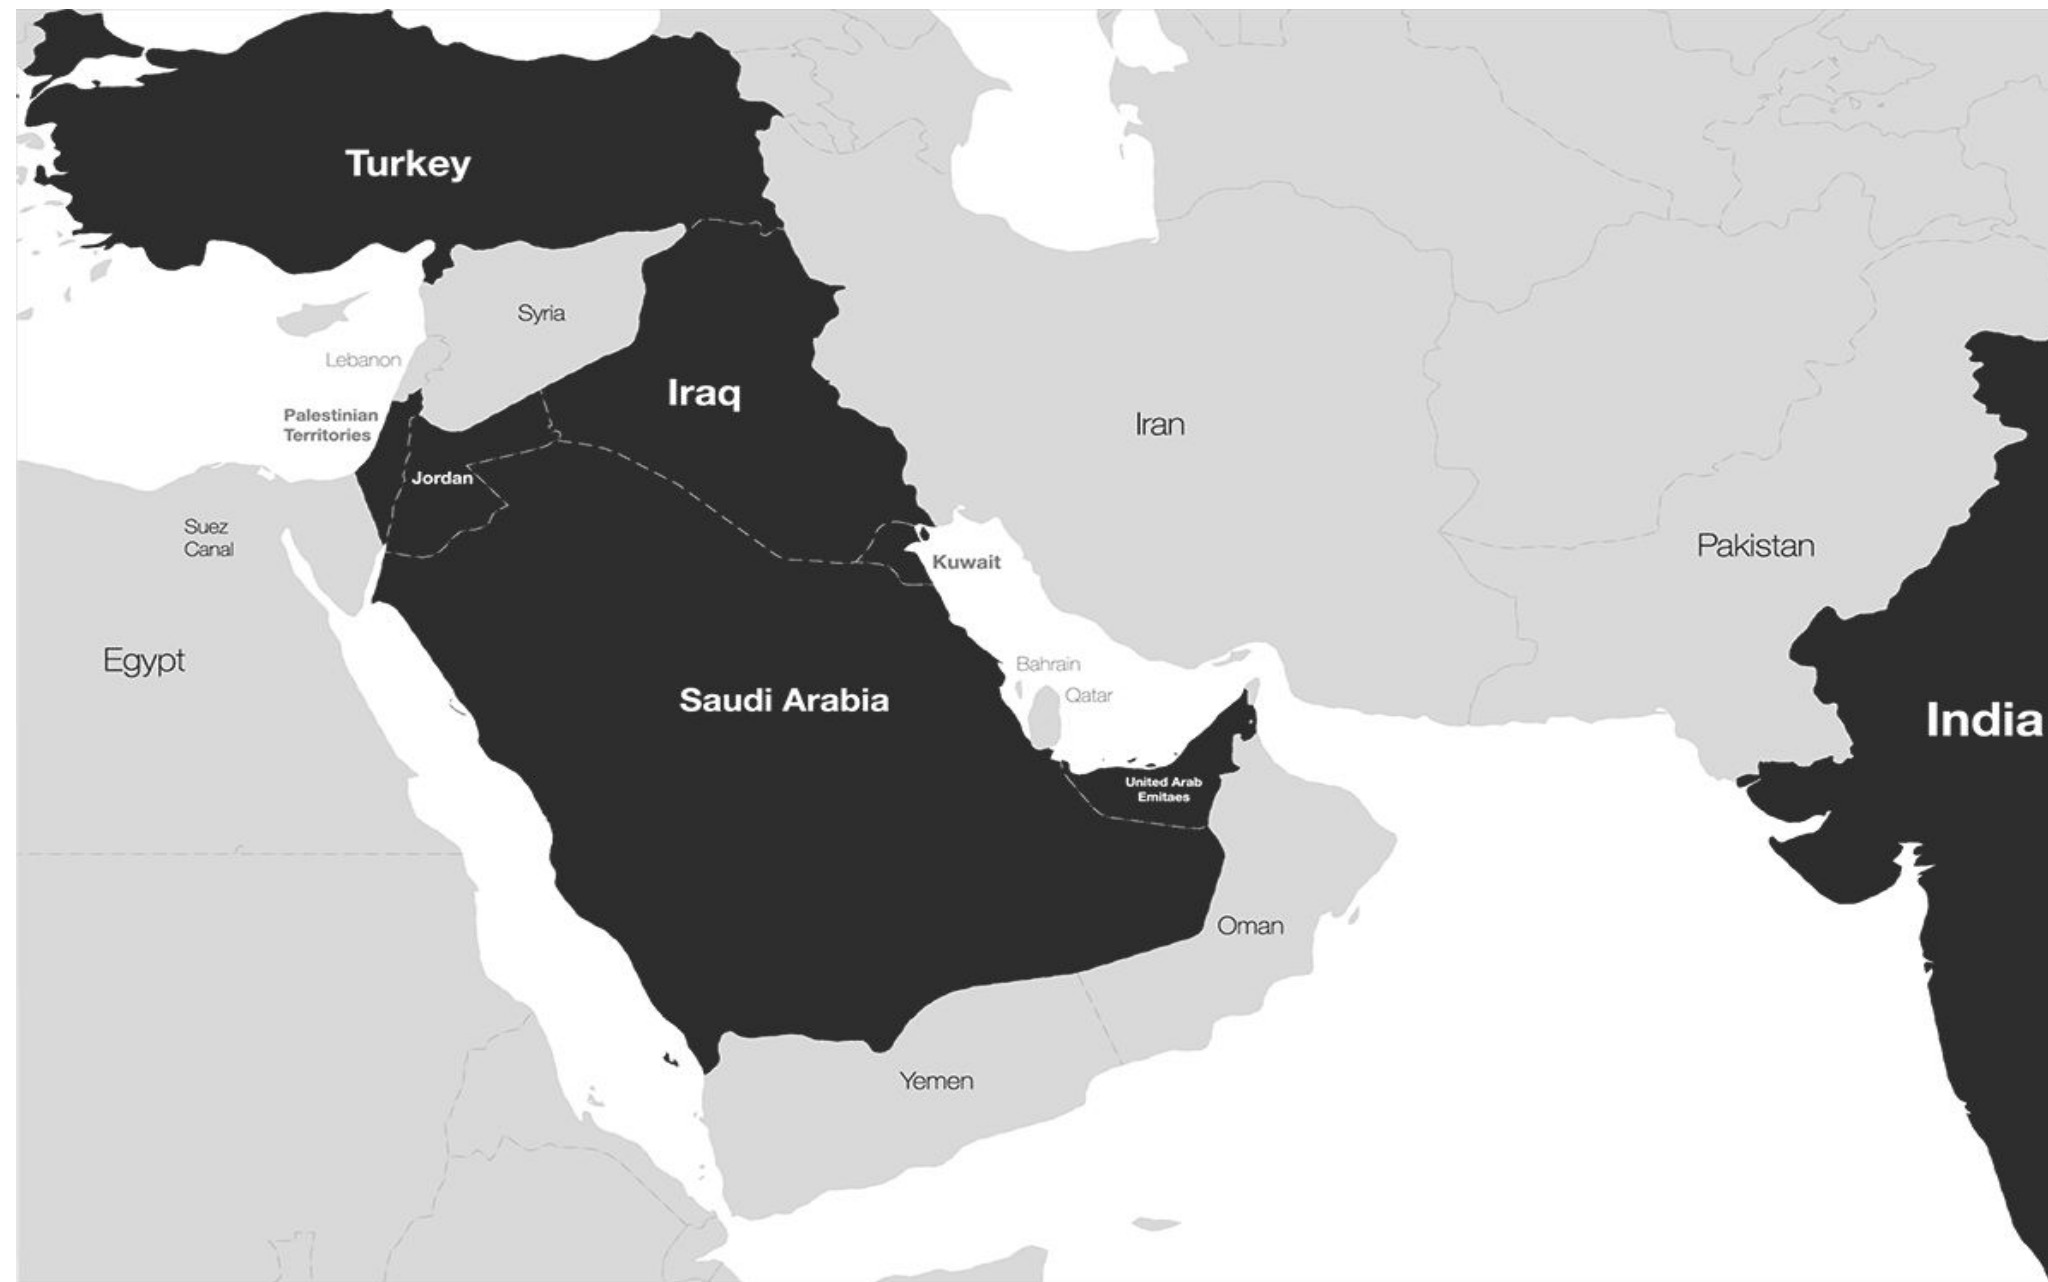 Turkey
Syria
Lebanon
Iraq
Iran
Palestinian
Territories
Jordan
Suez
Canal
Kuwait
Pakistan
Egypt
Bahrain
Qatar
Saudi Arabia
India
United Arab
Emitaes
Oman
Yemen